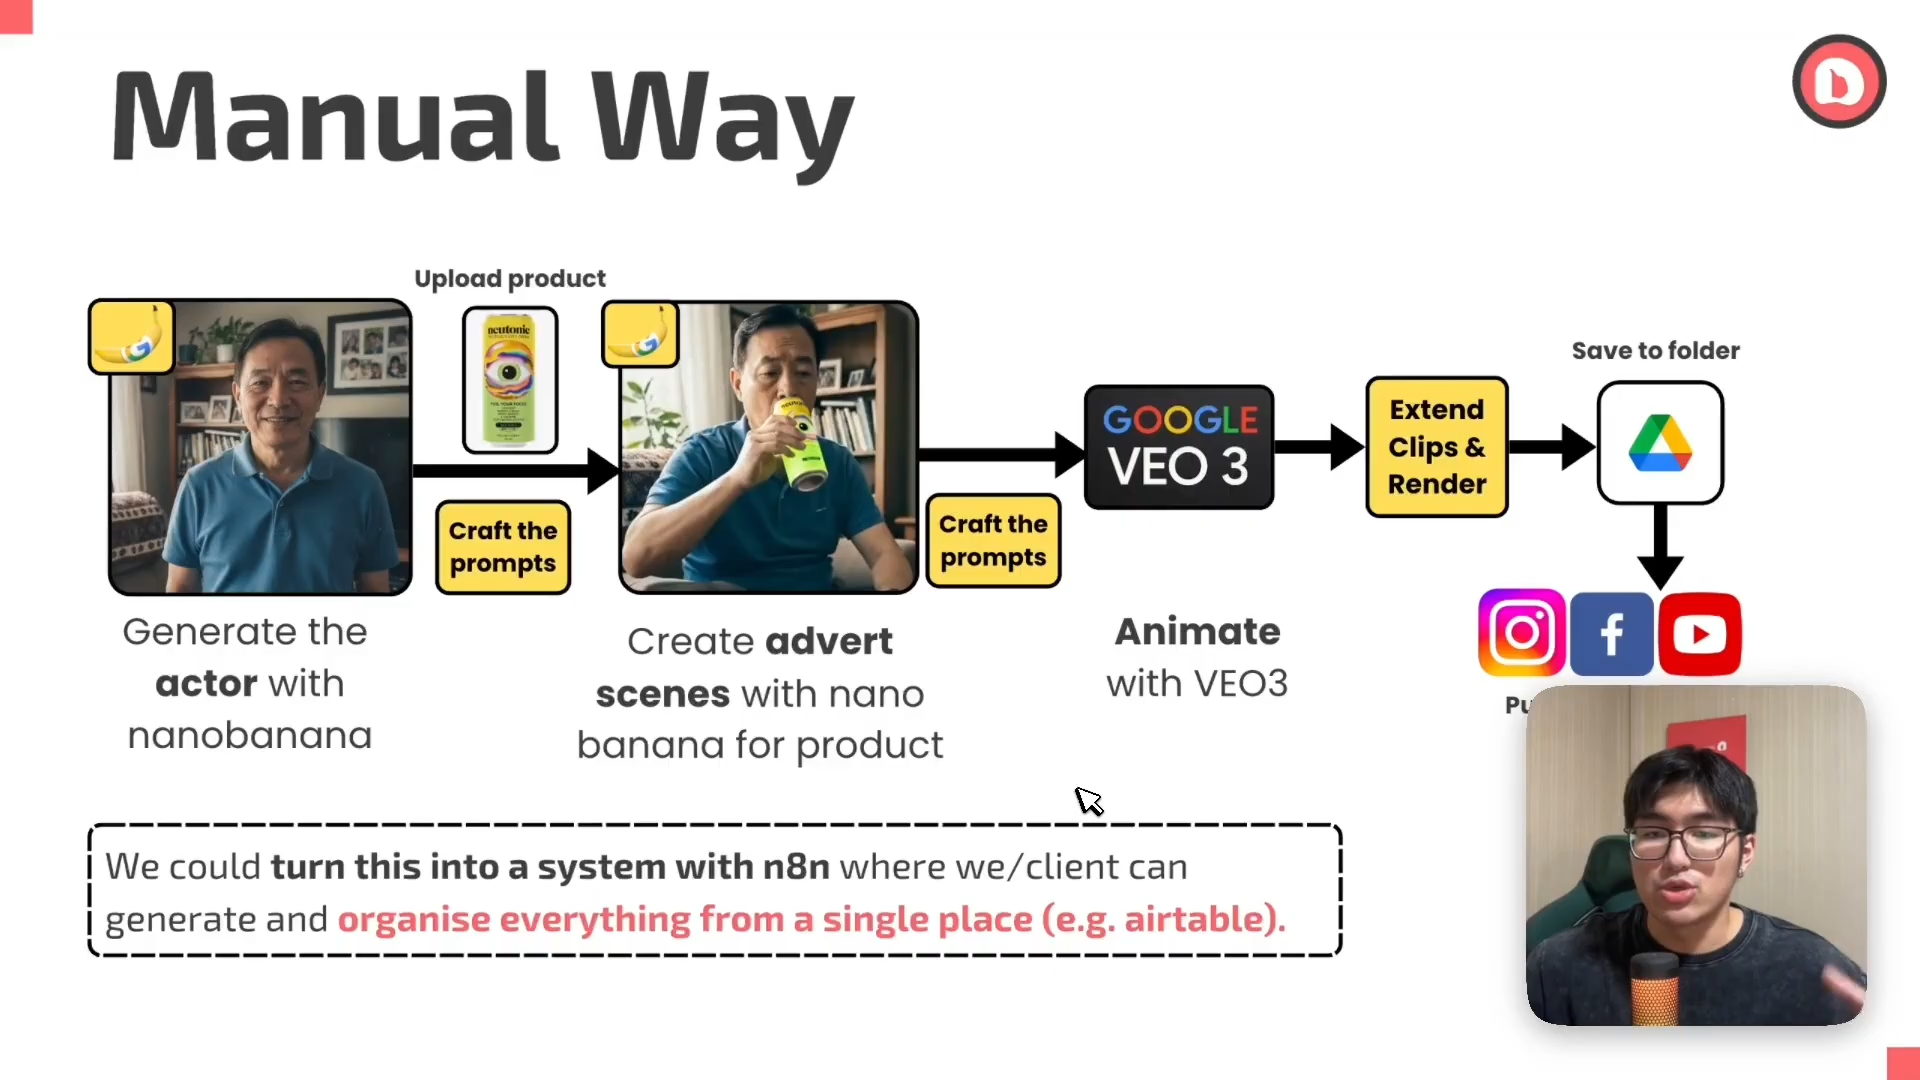 Manual Way
Upload product
neutonic
Craft the
prompts
Generate the
actor with
nanobanana
Create advert
scenes with nano
banana for product
Craft the
prompts
GOOGLE
VEO 3
Animate
with VEO3
Extend
Clips &
Render
Save to folder
We could turn this into a system with n8n where we/client can
generate and organise everything from a single place (e.g. airtable).